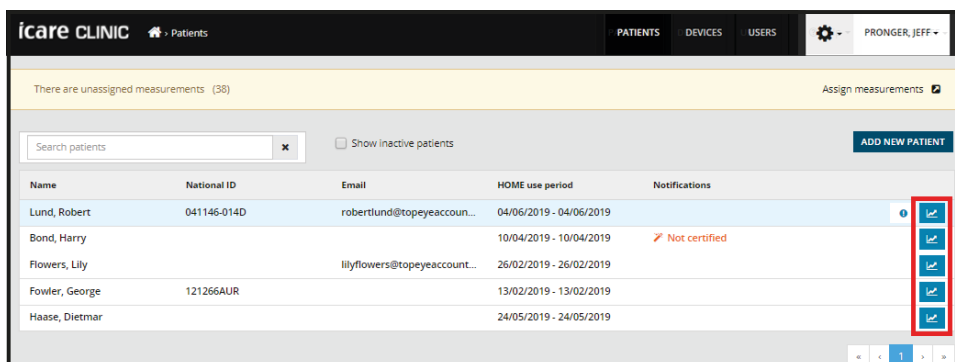 icare CLINIC > Patients PATIENTS DEVICES USERS PRONGER, JEFF
There are unassigned measurements (38) Assign measurements
Search patients Show inactive patients ADD NEW PATIENT
Name National ID Email HOME use period Notifications
Lund, Robert 041146-014D robertlund@topeyeaccoun... 04/06/2019 - 04/06/2019
Bond, Harry 10/04/2019 - 10/04/2019 Not certified
Flowers, Lily lilyflowers@topeyeaccount... 26/02/2019 - 26/02/2019
Fowler, George 121266AUR 13/02/2019 - 13/02/2019
Haase, Dietmar 24/05/2019 - 24/05/2019
« ‹ 1 › »